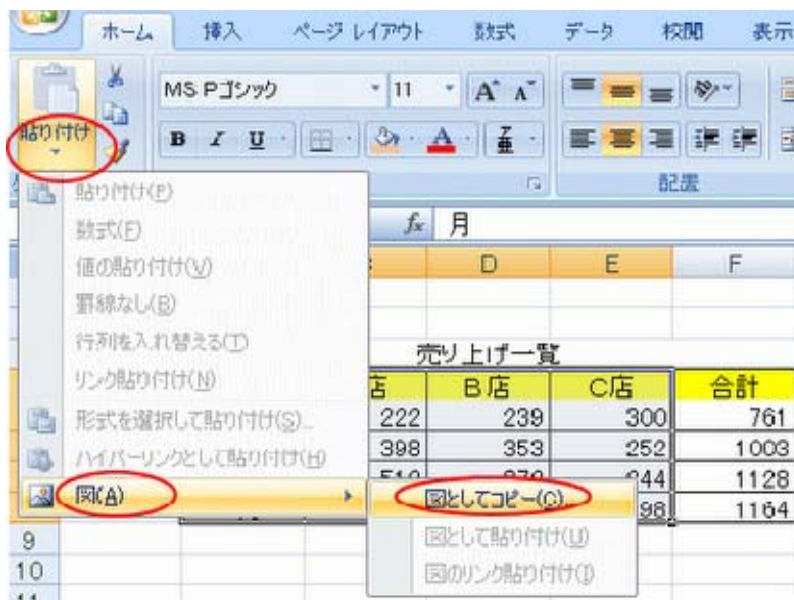 ホーム 挿入 ページ レイアウト 数式 データ 校閲 表示
貼り付け MS Pゴシック 11 A A
B I U A
配置
貼り付け(P)
数式(F) fx 月
値の貼り付け(V) D E F
罫線なし(B)
行列を入れ替える(T) 売り上げ一覧
リンク貼り付け(N) 店 B店 C店 合計
形式を選択して貼り付け(S)... 222 239 300 761
ハイパーリンクとして貼り付け(H) 398 353 252 1003
図(A) 1128
図としてコピー(C)... 1164
9 図として貼り付け(U)
10 図のリンク貼り付け(I)